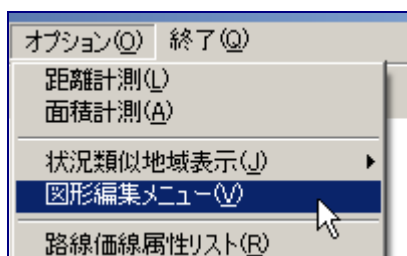 オプション(O) 終了(Q)
距離計測(L)
面積計測(A)
状況類似地域表示(J)
図形編集メニュー(V)
路線価線属性リスト(R)